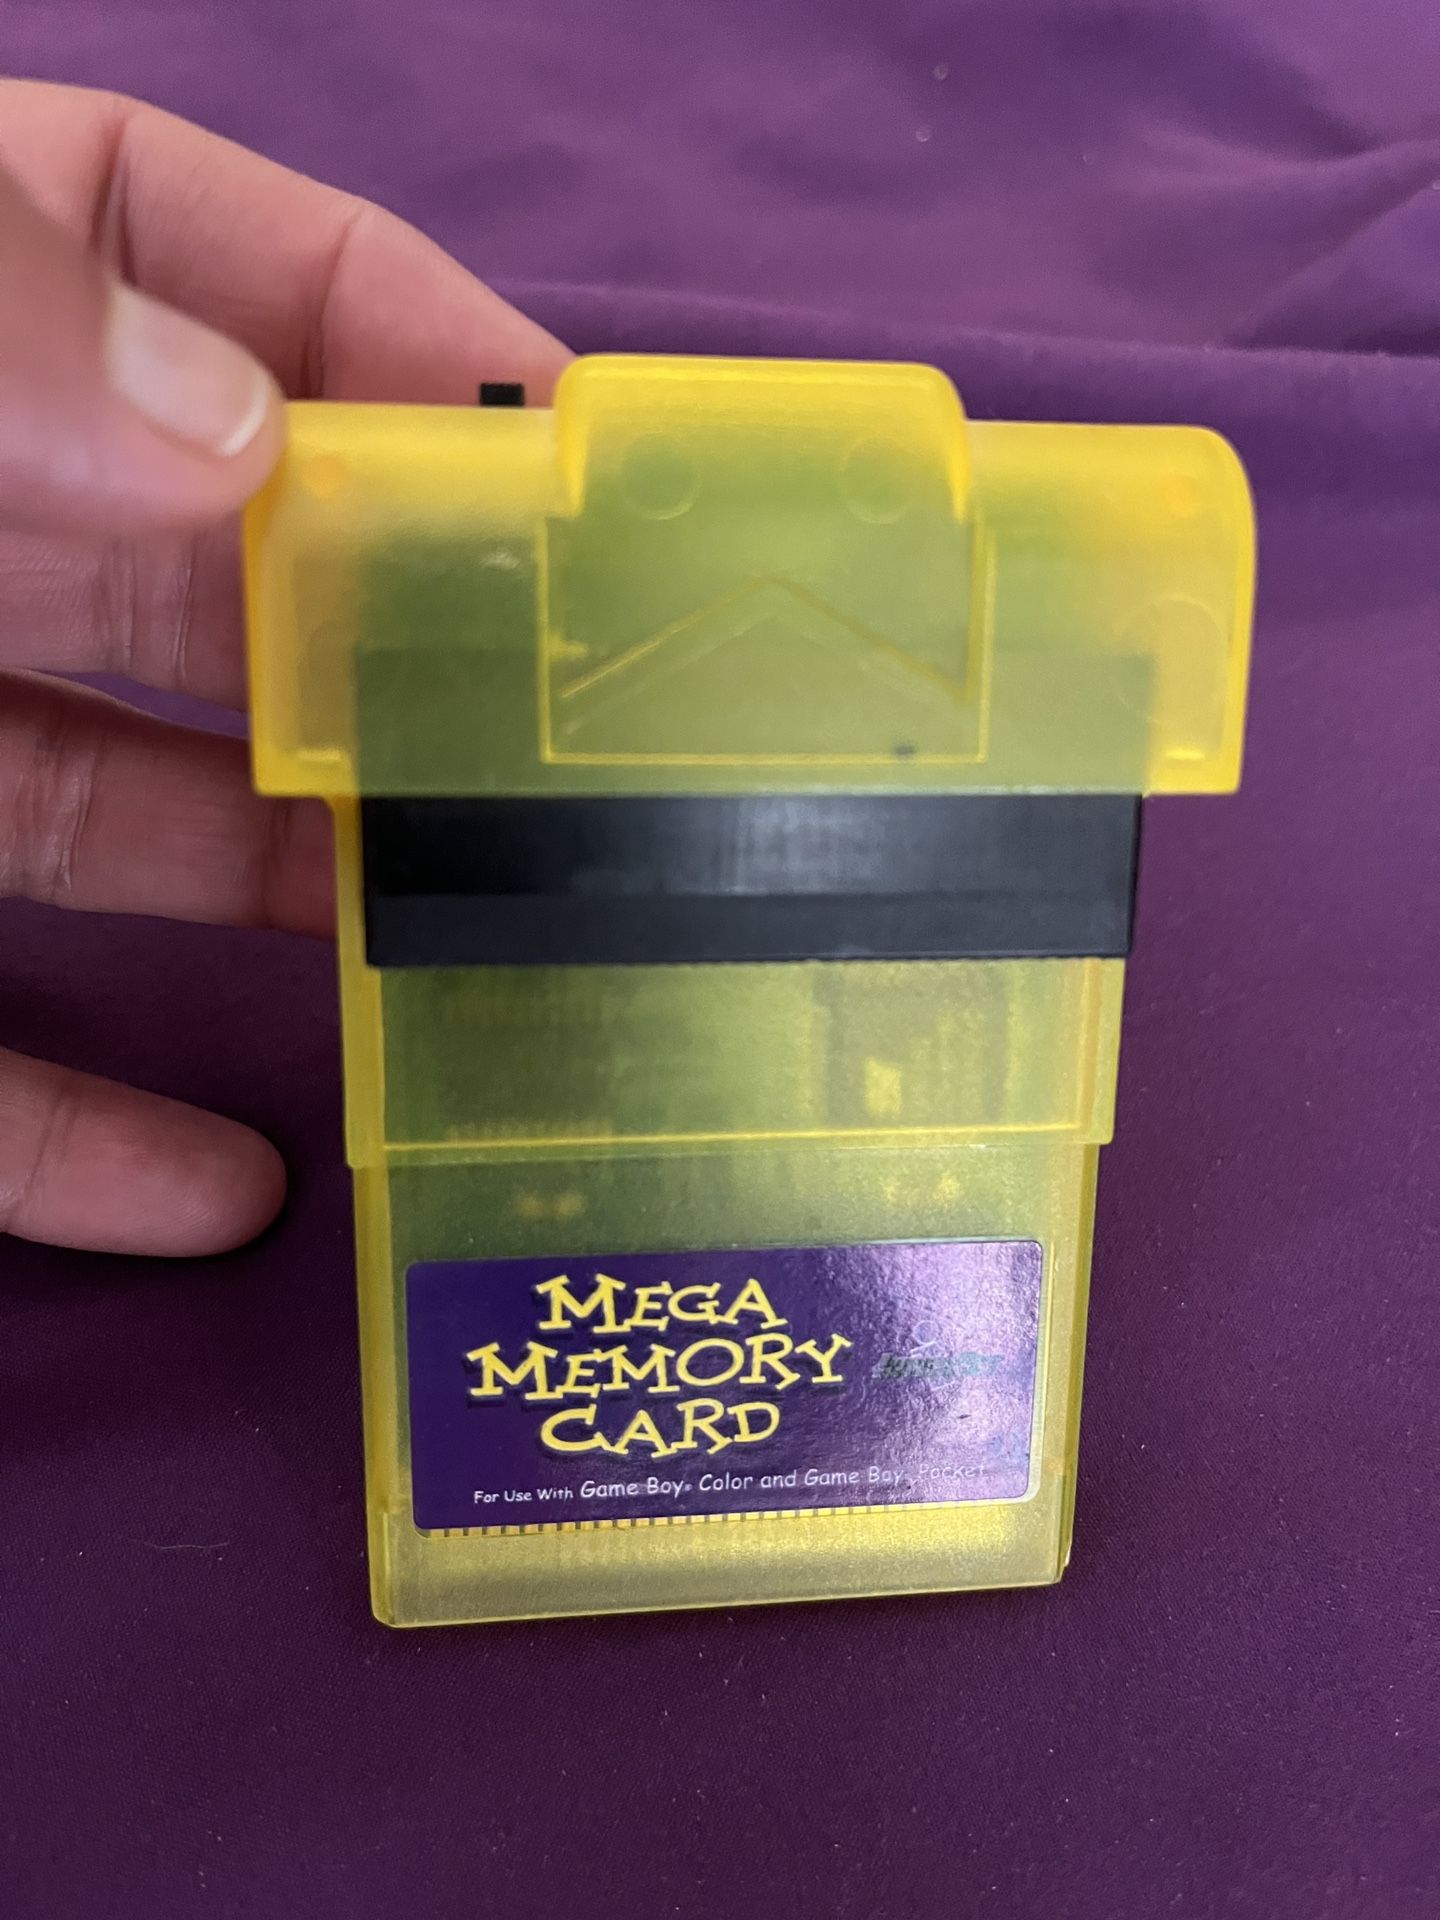 MEGA
MEMORY
CARD
For Use With Game Boy® Color and Game Boy® Pocket